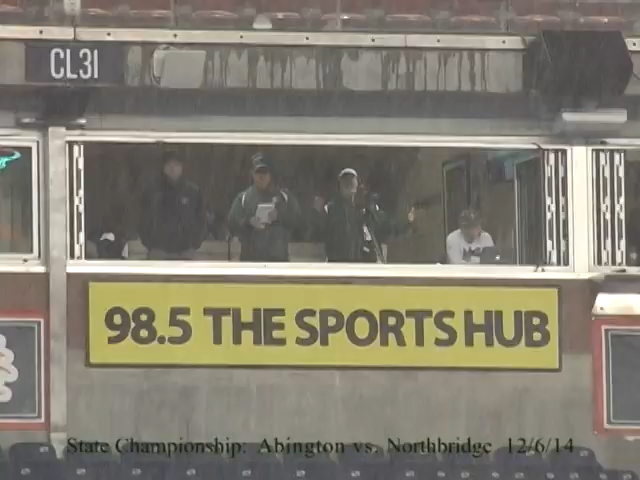 CL31
98.5 THE SPORTS HUB
State Championship: Abington vs. Northbridge 12/6/14